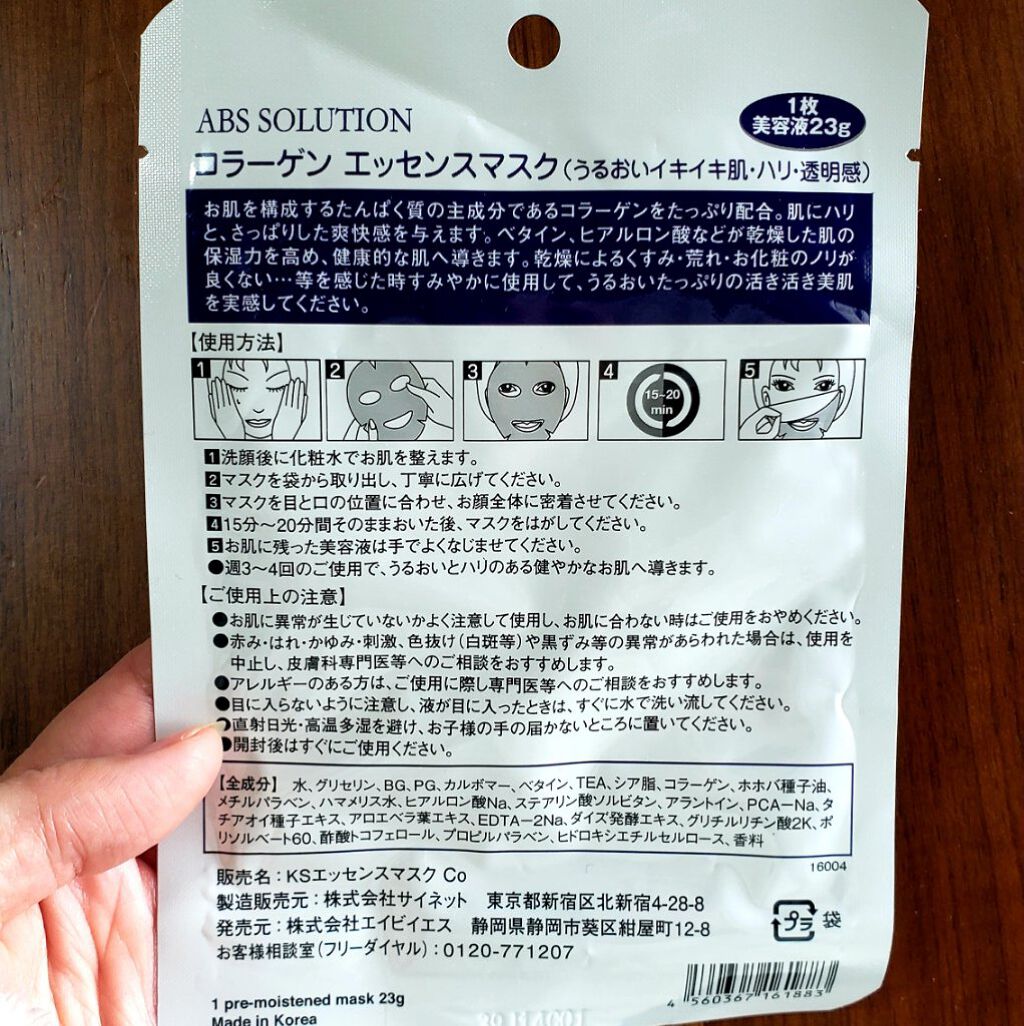 1枚
美容液23g
ABS SOLUTION
コラーゲン エッセンスマスク(うるおいイキイキ肌・ハリ・透明感)
お肌を構成するたんぱく質の主成分であるコラーゲンをたっぷり配合。肌にハリ
と、さっぱりした爽快感を与えます。ベタイン、ヒアルロン酸などが乾燥した肌の
保湿力を高め、健康的な肌へ導きます。乾燥によるくすみ・荒れ・お化粧のノリが
良くない…等を感じた時すみやかに使用して、うるおいたっぷりの活き活き美肌
を実感してください。
【使用方法】
1 2 3 4 5
15~20
min
1洗顔後に化粧水でお肌を整えます。
2マスクを袋から取り出し、丁寧に広げてください。
3マスクを目と口の位置に合わせ、お顔全体に密着させてください。
4 15分〜20分間そのままおいた後、マスクをはがしてください。
5お肌に残った美容液は手でよくなじませてください。
●週3〜4回のご使用で、うるおいとハリのある健やかなお肌へ導きます。
【ご使用上の注意】
●お肌に異常が生じていないかよく注意して使用し、お肌に合わない時はご使用をおやめください。
●赤み・はれ・かゆみ・刺激、色抜け(白斑等)や黒ずみ等の異常があらわれた場合は、使用を
中止し、皮膚科専門医等へのご相談をおすすめします。
●アレルギーのある方は、ご使用に際し専門医等へのご相談をおすすめします。
●目に入らないように注意し、液が目に入ったときは、すぐに水で洗い流してください。
●直射日光・高温多湿を避け、お子様の手の届かないところに置いてください。
●開封後はすぐにご使用ください。
【全成分】 水、グリセリン、BG、PG、カルボマー、ベタイン、TEA、シア脂、コラーゲン、ホホバ種子油、
メチルパラベン、ハマメリス水、ヒアルロン酸Na、ステアリン酸ソルビタン、アラントイン、PCA－Na、タ
チアオイ種子エキス、アロエベラ葉エキス、EDTA－2Na、ダイズ発酵エキス、グリチルリチン酸2K、ポ
リソルベート60、酢酸トコフェロール、プロピルパラベン、ヒドロキシエチルセルロース、香料
16004
販売名：KSエッセンスマスク Co
製造販売元：株式会社サイネット 東京都新宿区北新宿4-28-8
発売元：株式会社エイビイエス 静岡県静岡市葵区紺屋町12-8
お客様相談室(フリーダイヤル)：0120-771207
プラ 袋
1 pre-moistened mask 23g
Made in Korea
4 560367 161883